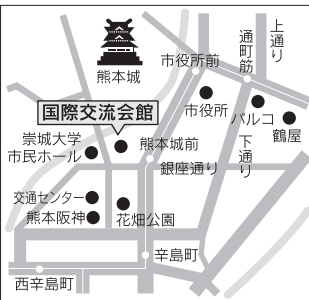 上通り
通町筋
市役所前
熊本城
市役所
パルコ
鶴屋
国際交流会館
崇城大学
市民ホール
熊本城前
銀座通り
下通り
交通センター
熊本阪神
花畑公園
辛島町
西辛島町